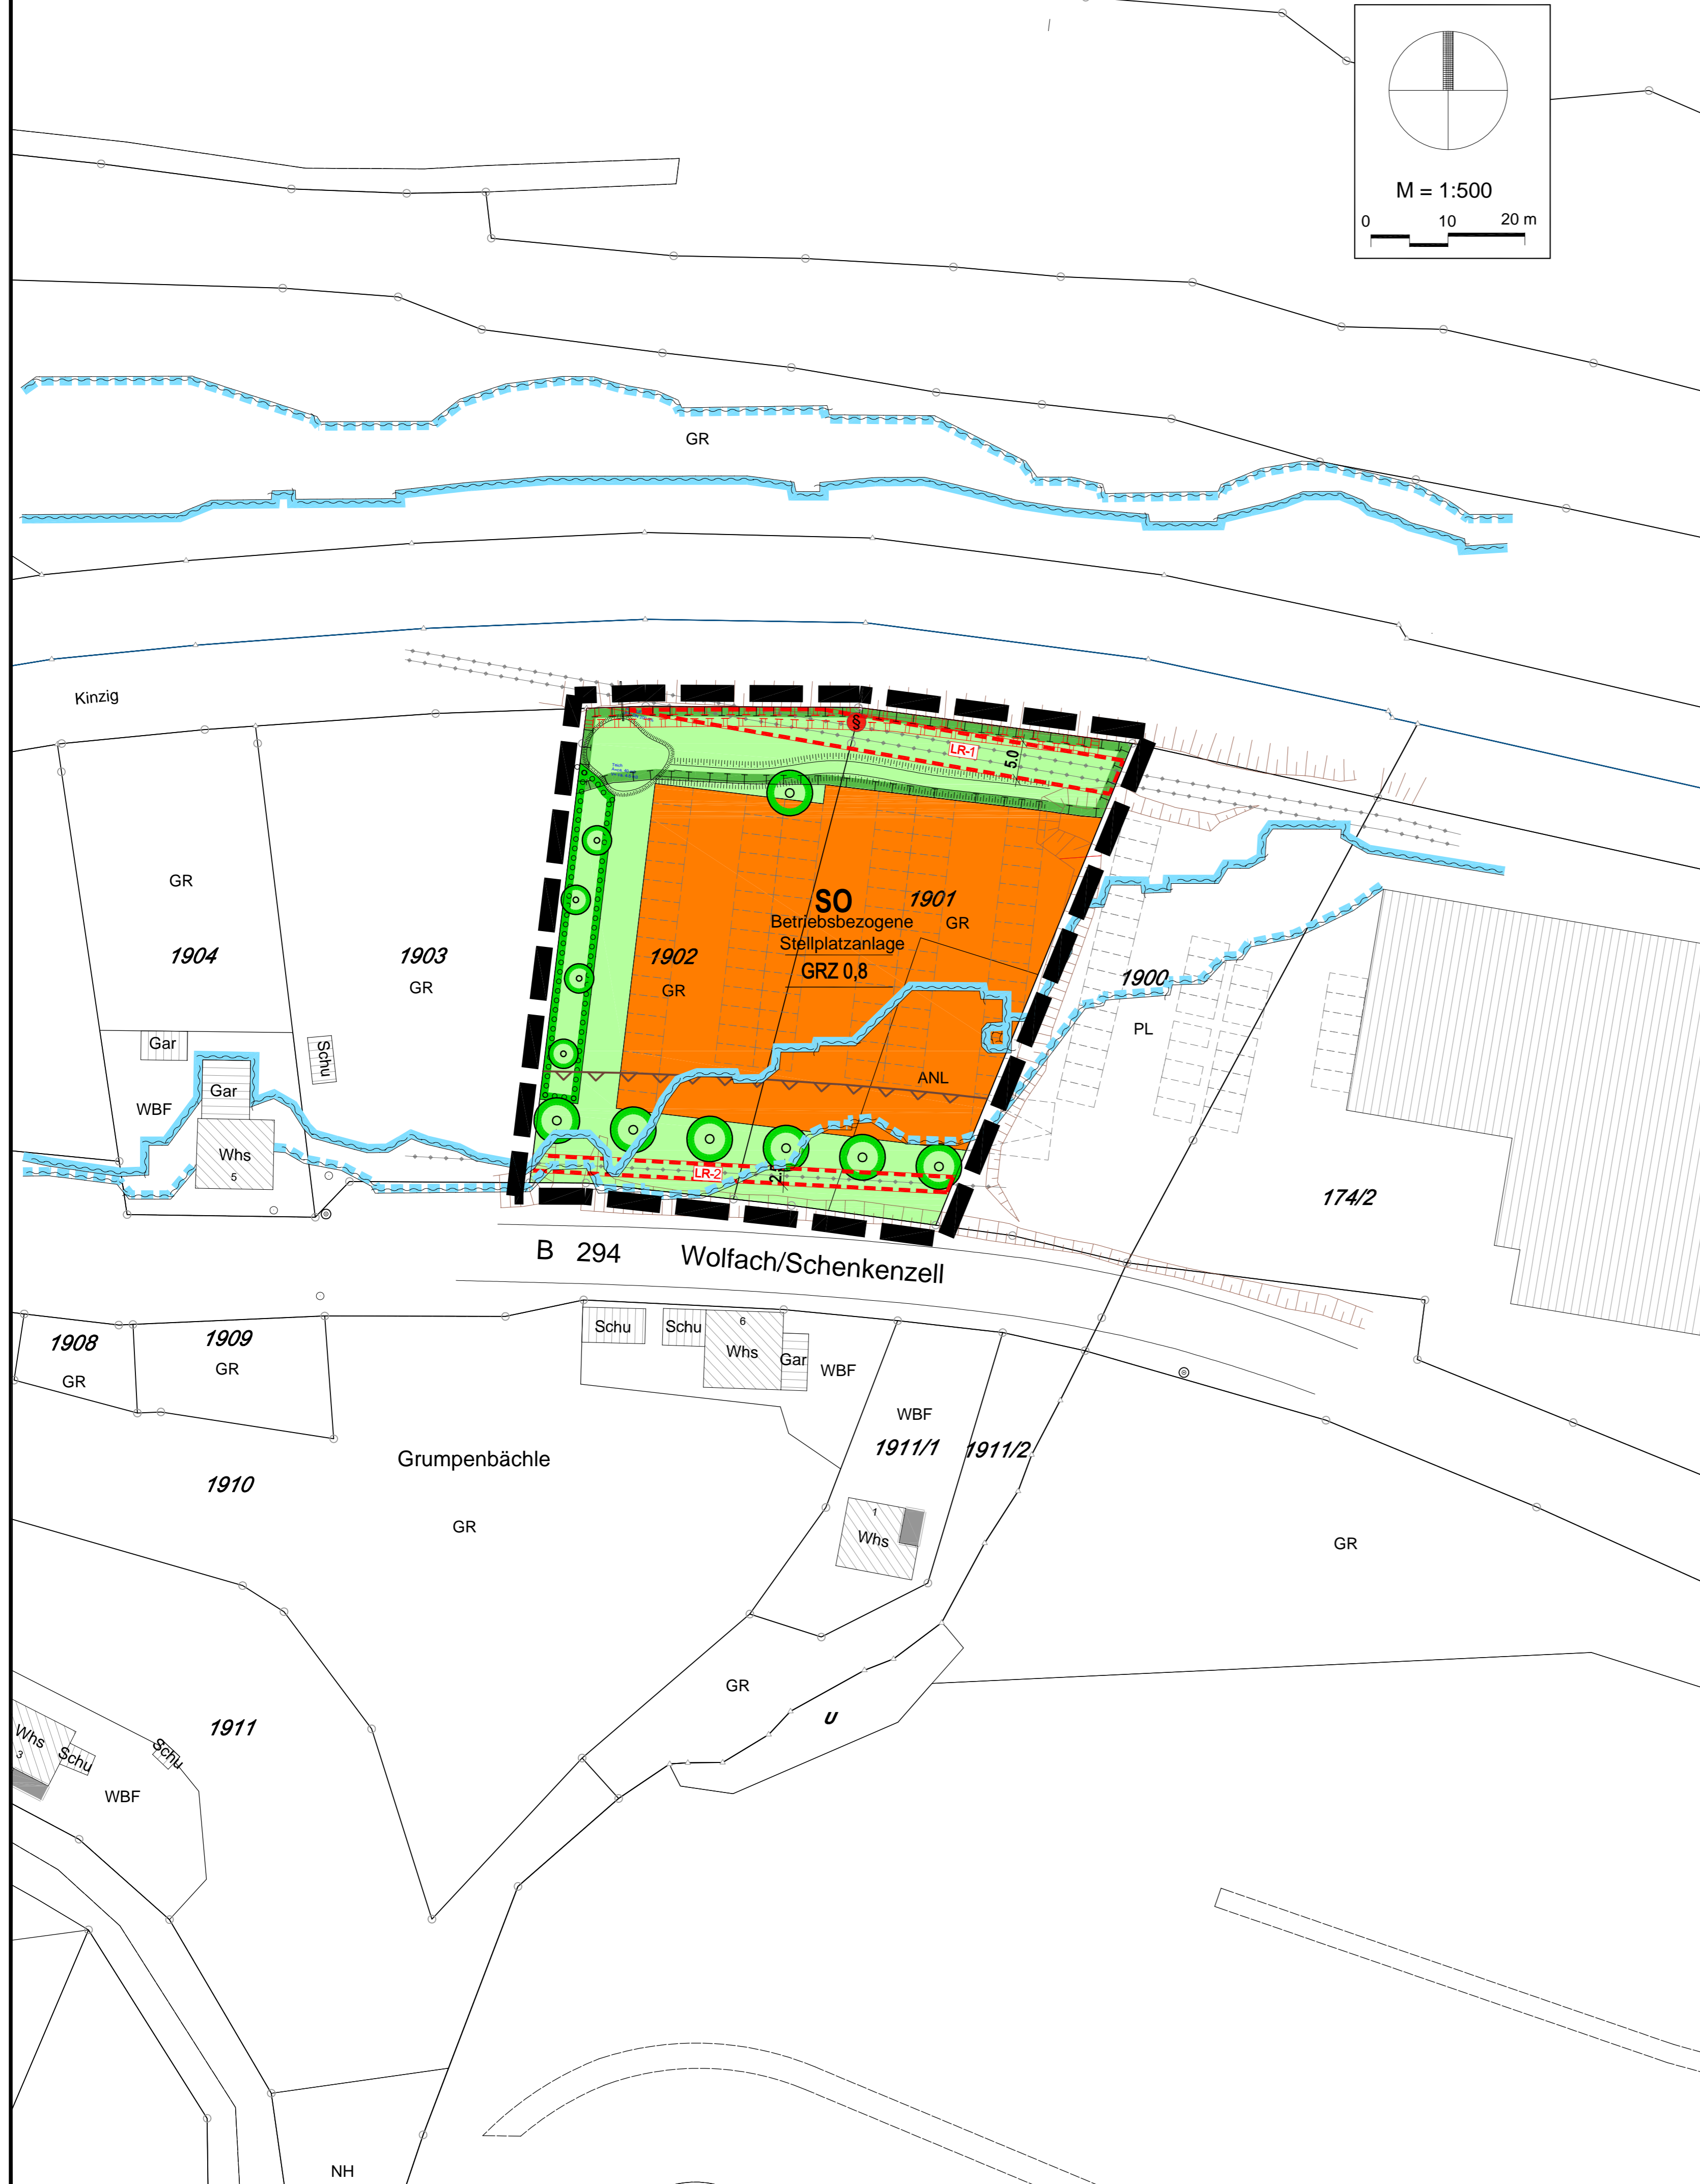 M = 1:500
0 10 20 m
GR
Kinzig
§
LR-1
5.0
SO
1901
Betriebsbezogene
GR
Stellplatzanlage
GRZ 0,8
1902
GR
GR
1904
1903
GR
1900
PL
Gar
Schu
Gar
WBF
ANL
Whs
5
LR-2
174/2
B 294 Wolfach/Schenkenzell
1908
GR
1909
GR
Schu
Schu
6
Whs
Gar
WBF
WBF
1911/1
1911/2
Grumpenbächle
1910
GR
1
Whs
GR
GR
U
1911
Whs
3
Schu
Schu
WBF
NH